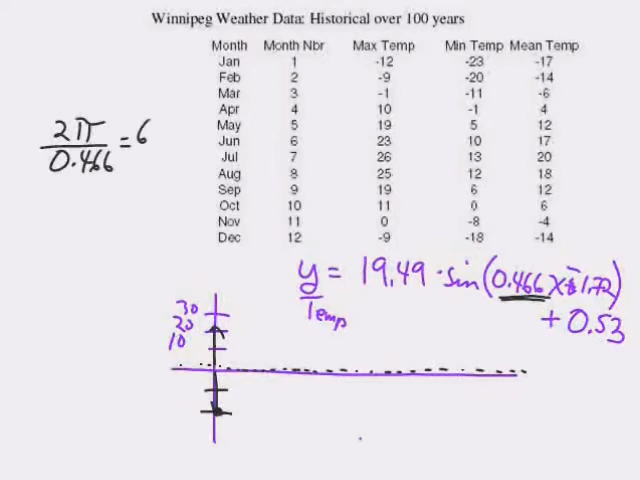 Winnipeg Weather Data: Historical over 100 years
Month Month Nbr Max Temp Min Temp Mean Temp
Jan 1 -12 -23 -17
Feb 2 -9 -20 -14
Mar 3 -1 -11 -6
Apr 4 10 -1 4
May 5 19 5 12
Jun 6 23 10 17
Jul 7 26 13 20
Aug 8 25 12 18
Sep 9 19 6 12
Oct 10 11 0 6
Nov 11 0 -8 -4
Dec 12 -9 -18 -14
2π/0.466 = 6
y = 19.49 · sin(0.466x - 1.72)
+ 0.53
Temp
30
20
10